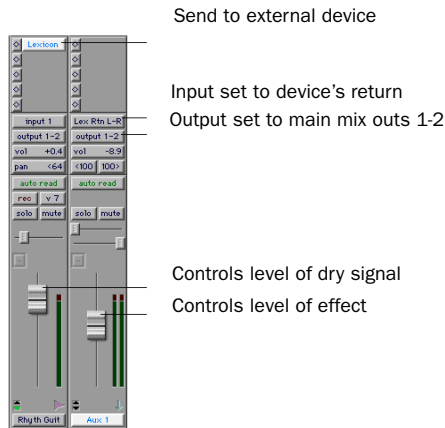 Send to external device
Lexicon
Input set to device's return
Output set to main mix outs 1-2
input 1 Lex Rtn L-R
output 1-2 output 1-2
vol +0.4 vol -8.9
pan <64 <100 100>
auto read auto read
rec v 7
solo mute solo mute
Controls level of dry signal
Controls level of effect
Rhyth Guit Aux 1